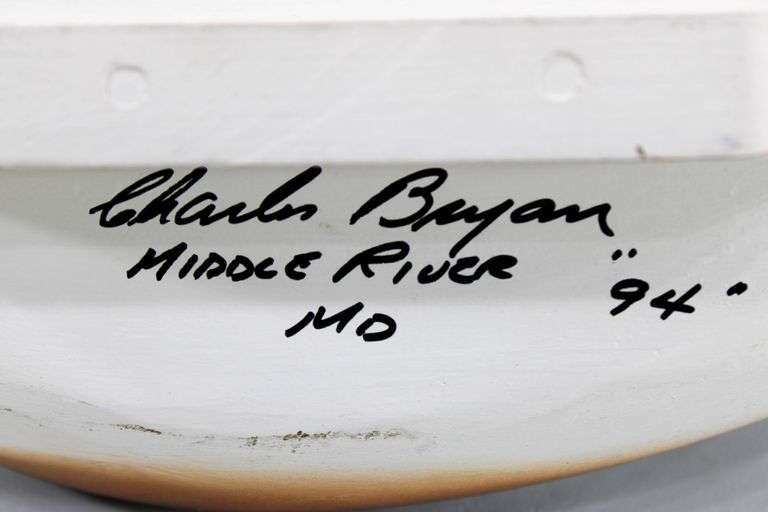 Charles Bryan
MIDDLE RIVER
MD
"94"